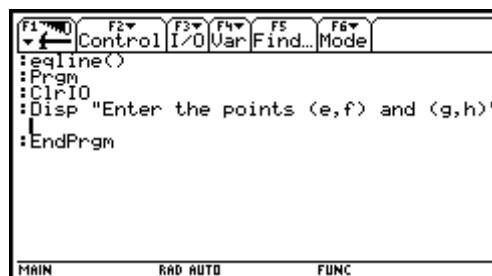 F1 F2 Control F3 I/O F4 Var F5 Find... F6 Mode
:eqline()
:Prgm
:ClrIO
:Disp "Enter the points (e,f) and (g,h)"
:EndPrgm
MAIN RAD AUTO FUNC